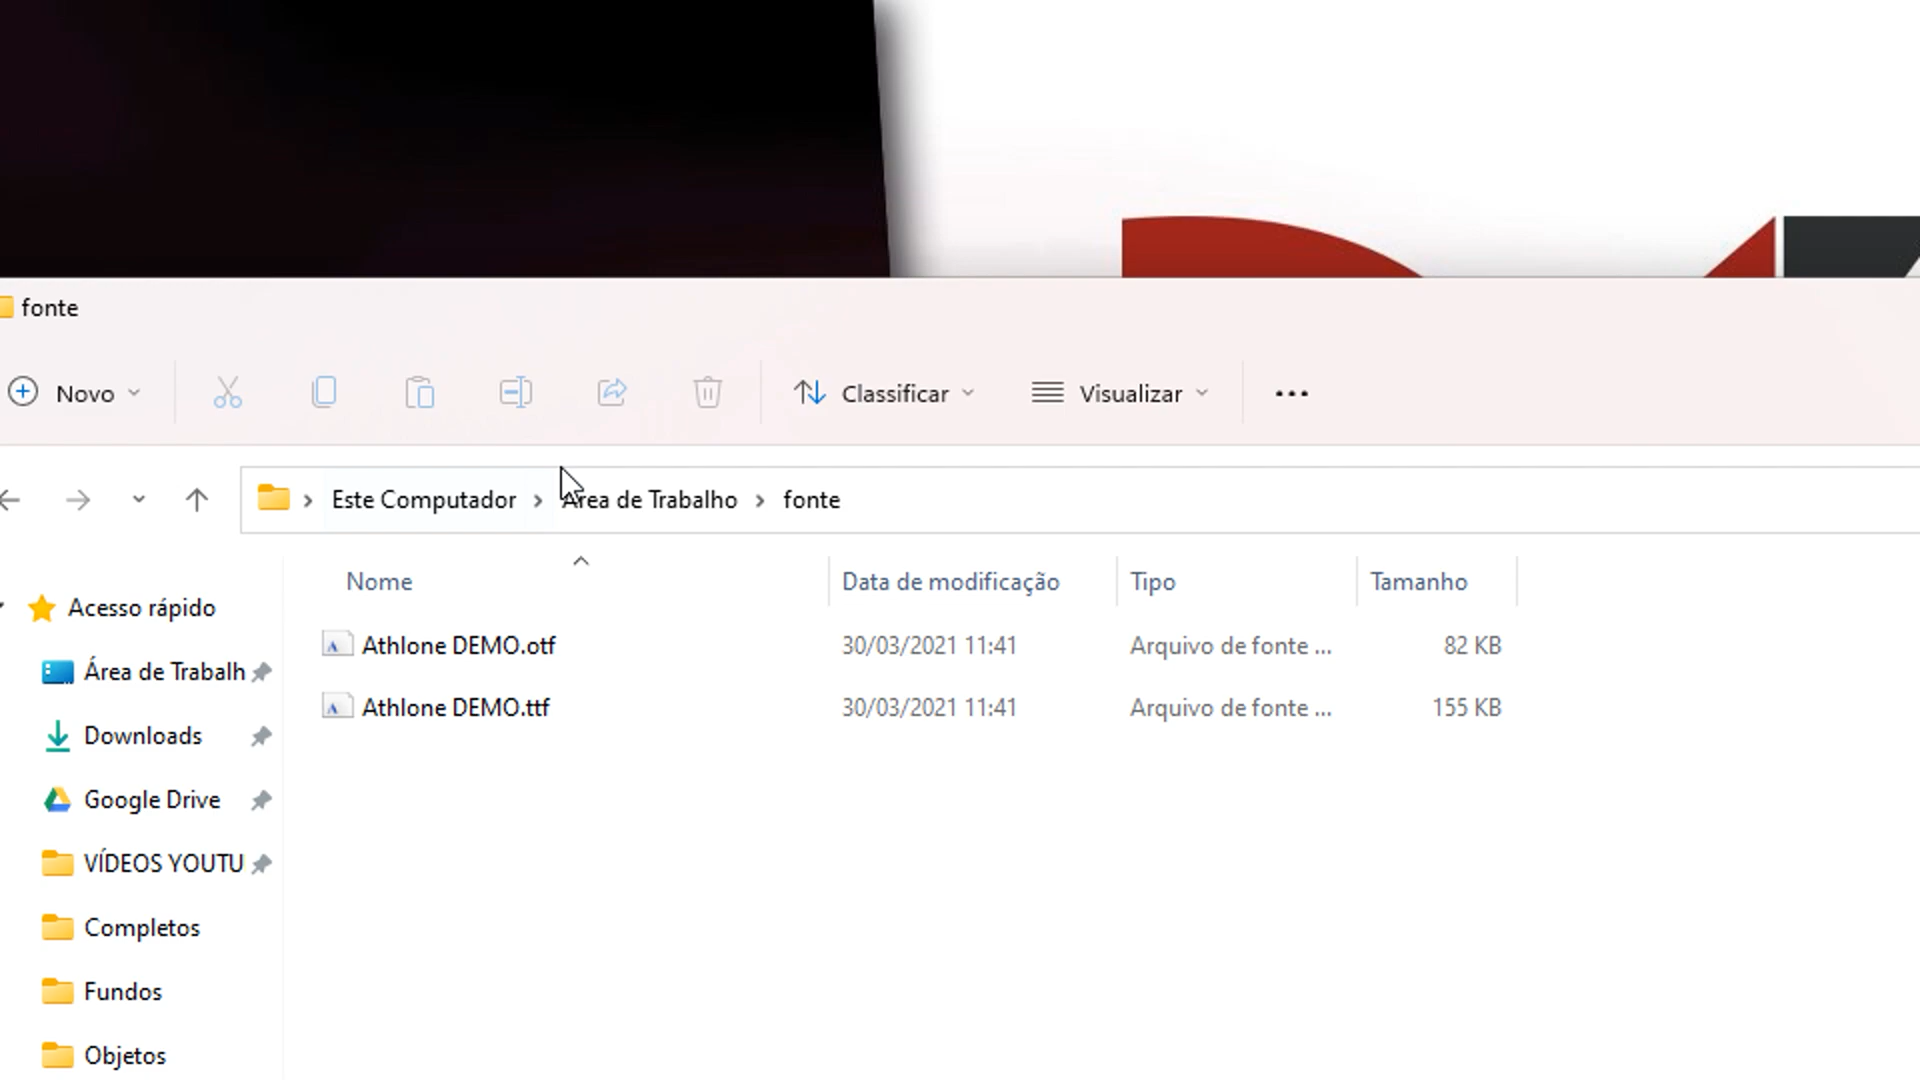 fonte
Novo
Classificar
Visualizar
Este Computador
Área de Trabalho
fonte
Nome
Data de modificação
Tipo
Tamanho
Acesso rápido
Athlone DEMO.otf
30/03/2021 11:41
Arquivo de fonte ...
82 KB
Área de Trabalh
Athlone DEMO.ttf
30/03/2021 11:41
Arquivo de fonte ...
155 KB
Downloads
Google Drive
VÍDEOS YOUTU
Completos
Fundos
Objetos